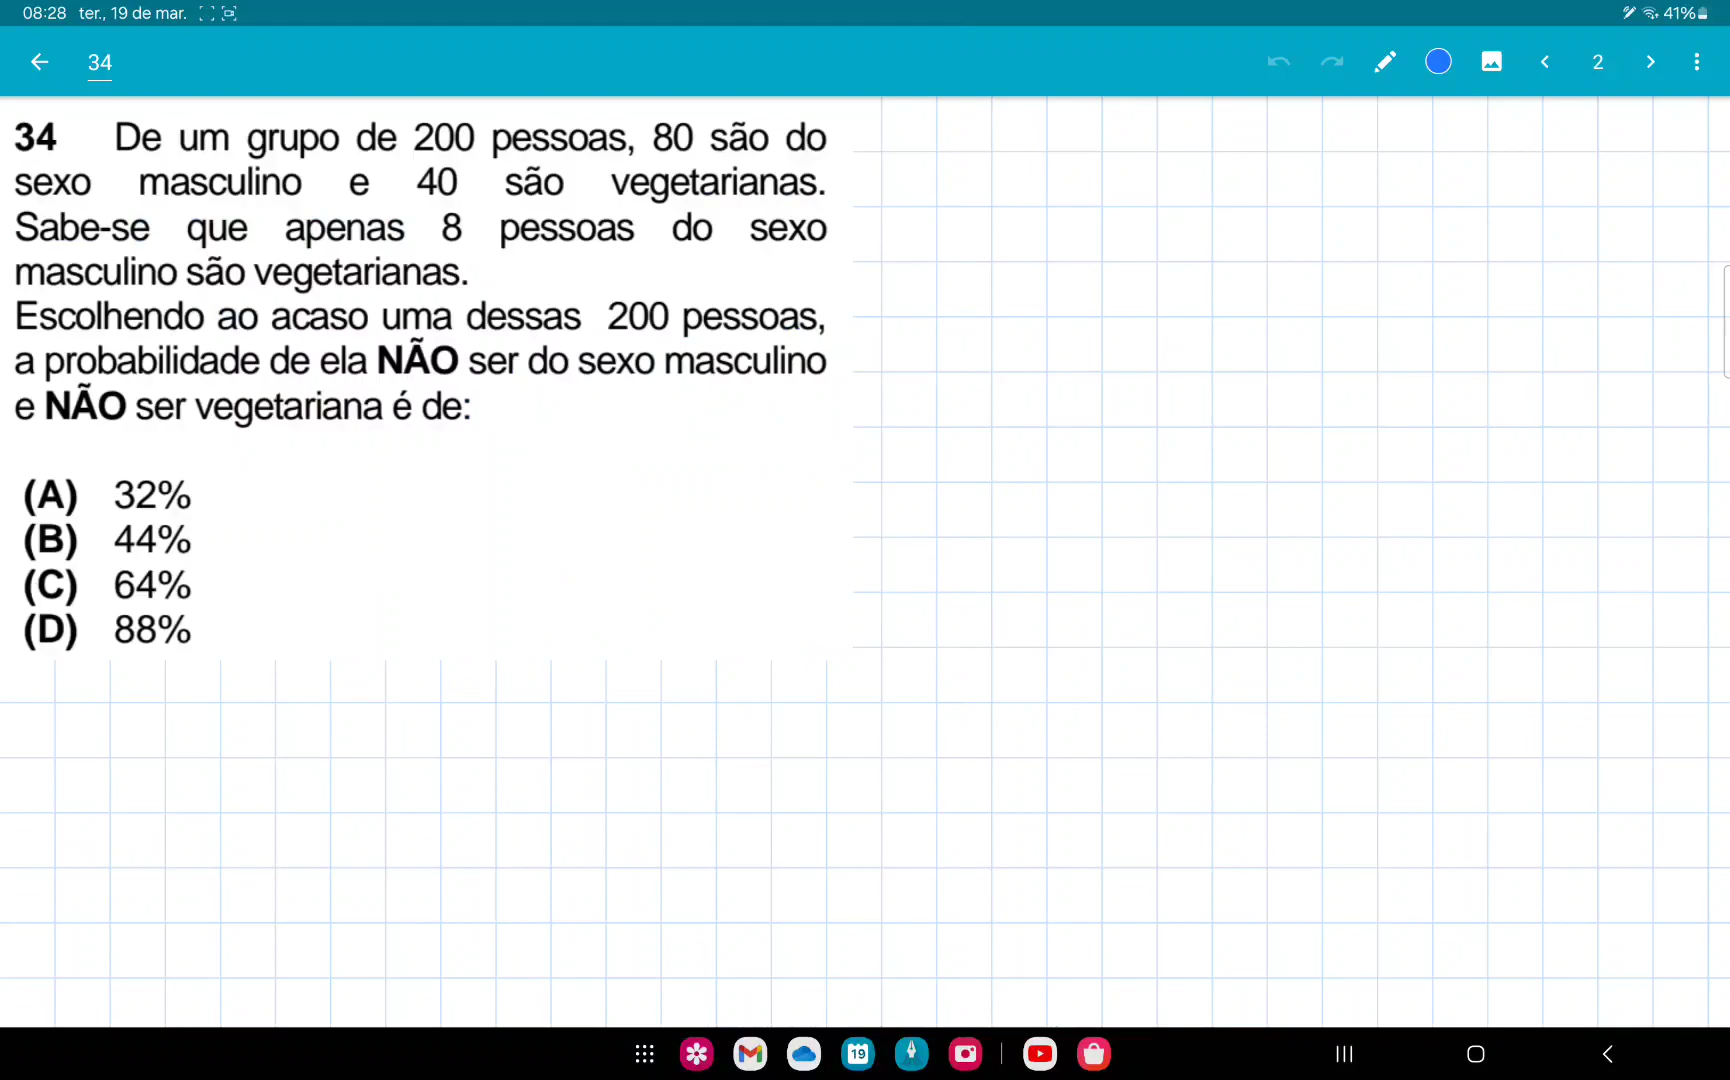 08:28 ter., 19 de mar.
41%
34
2
34 De um grupo de 200 pessoas, 80 são do
sexo masculino e 40 são vegetarianas.
Sabe-se que apenas 8 pessoas do sexo
masculino são vegetarianas.
Escolhendo ao acaso uma dessas 200 pessoas,
a probabilidade de ela NÃO ser do sexo masculino
e NÃO ser vegetariana é de:
(A) 32%
(B) 44%
(C) 64%
(D) 88%
19